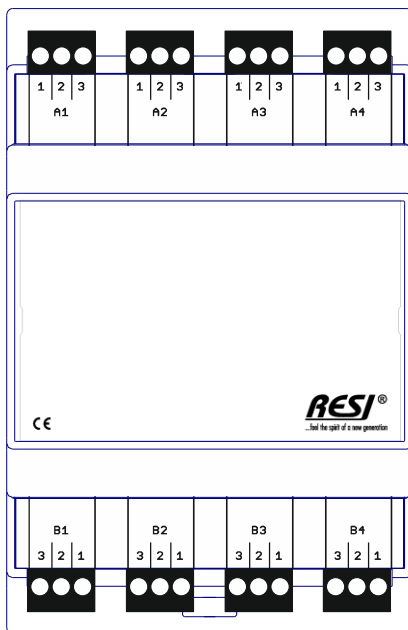 1 2 3 1 2 3 1 2 3 1 2 3
A1 A2 A3 A4
RESI®
CE
...feel the spirit of a new generation
B1 B2 B3 B4
3 2 1 3 2 1 3 2 1 3 2 1